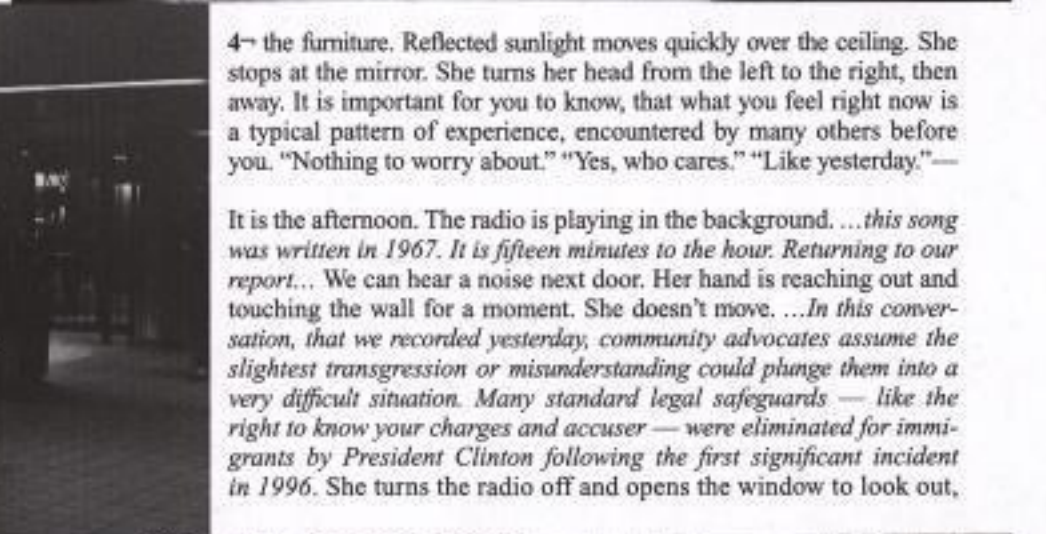 4¬ the furniture. Reflected sunlight moves quickly over the ceiling. She
stops at the mirror. She turns her head from the left to the right, then
away. It is important for you to know, that what you feel right now is
a typical pattern of experience, encountered by many others before
you. “Nothing to worry about.” “Yes, who cares.” “Like yesterday.”—
It is the afternoon. The radio is playing in the background. …this song
was written in 1967. It is fifteen minutes to the hour. Returning to our
report… We can hear a noise next door. Her hand is reaching out and
touching the wall for a moment. She doesn’t move. …In this conver-
sation, that we recorded yesterday, community advocates assume the
slightest transgression or misunderstanding could plunge them into a
very difficult situation. Many standard legal safeguards — like the
right to know your charges and accuser — were eliminated for immi-
grants by President Clinton following the first significant incident
in 1996. She turns the radio off and opens the window to look out,